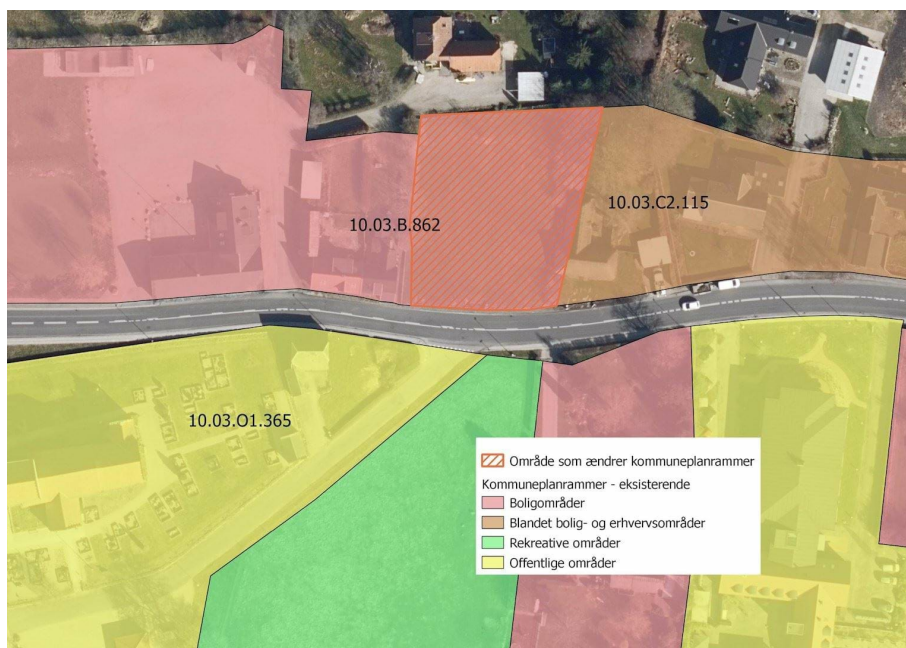 10.03.C2.115
10.03.B.862
10.03.O1.365
Område som ændrer kommuneplanrammer
Kommuneplanrammer - eksisterende
Boligområder
Blandet bolig- og erhvervsområder
Rekreative områder
Offentlige områder